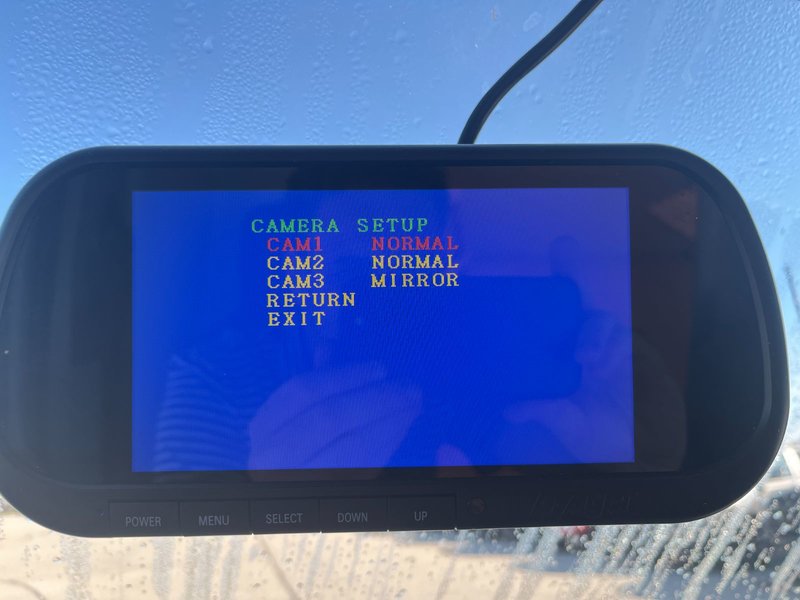 CAMERA SETUP
CAM1 NORMAL
CAM2 NORMAL
CAM3 MIRROR
RETURN
EXIT
POWER MENU SELECT DOWN UP